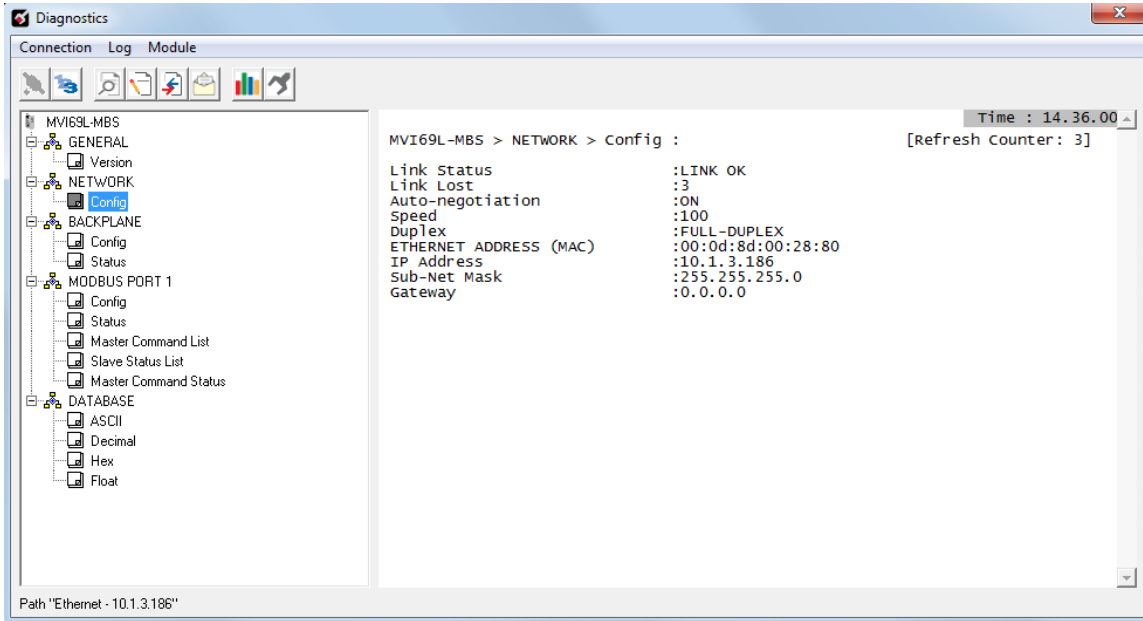 Diagnostics
Connection Log Module
MVI69L-MBS
GENERAL
Version
NETWORK
Config
BACKPLANE
Config
Status
MODBUS PORT 1
Config
Status
Master Command List
Slave Status List
Master Command Status
DATABASE
ASCII
Decimal
Hex
Float
Time : 14.36.00
MVI69L-MBS > NETWORK > Config : [Refresh Counter: 3]
Link Status :LINK OK
Link Lost :3
Auto-negotiation :ON
Speed :100
Duplex :FULL-DUPLEX
ETHERNET ADDRESS (MAC) :00:0d:8d:00:28:80
IP Address :10.1.3.186
Sub-Net Mask :255.255.255.0
Gateway :0.0.0.0
Path "Ethernet - 10.1.3.186"